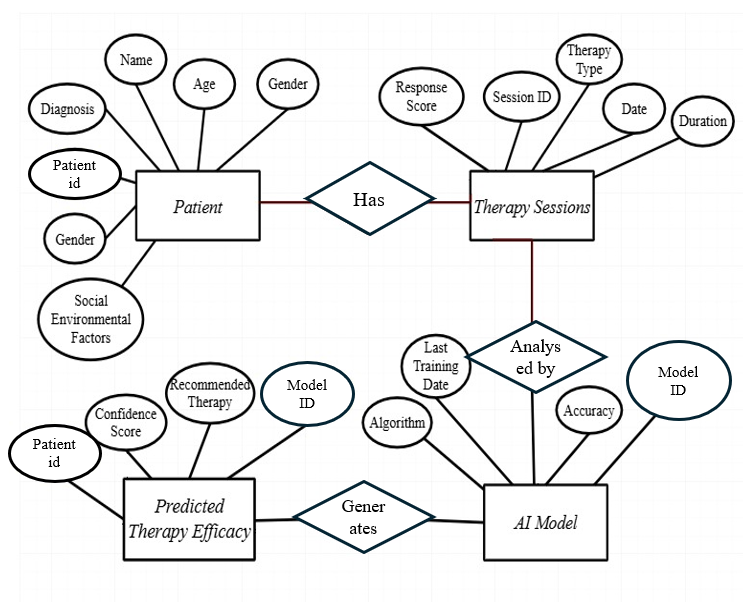 Name
Age
Gender
Diagnosis
Patient
id
Gender
Social
Environmental
Factors
Patient
Has
Response
Score
Session ID
Therapy
Type
Date
Duration
Therapy Sessions
Analys
ed by
Last
Training
Date
Algorithm
Accuracy
Model
ID
AI Model
Gener
ates
Patient
id
Confidence
Score
Recommended
Therapy
Model
ID
Predicted
Therapy Efficacy